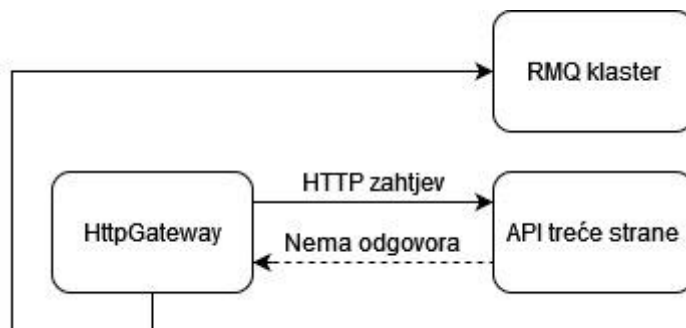 RMQ klaster
HTTP zahtjev
HttpGateway
API treće strane
Nema odgovora